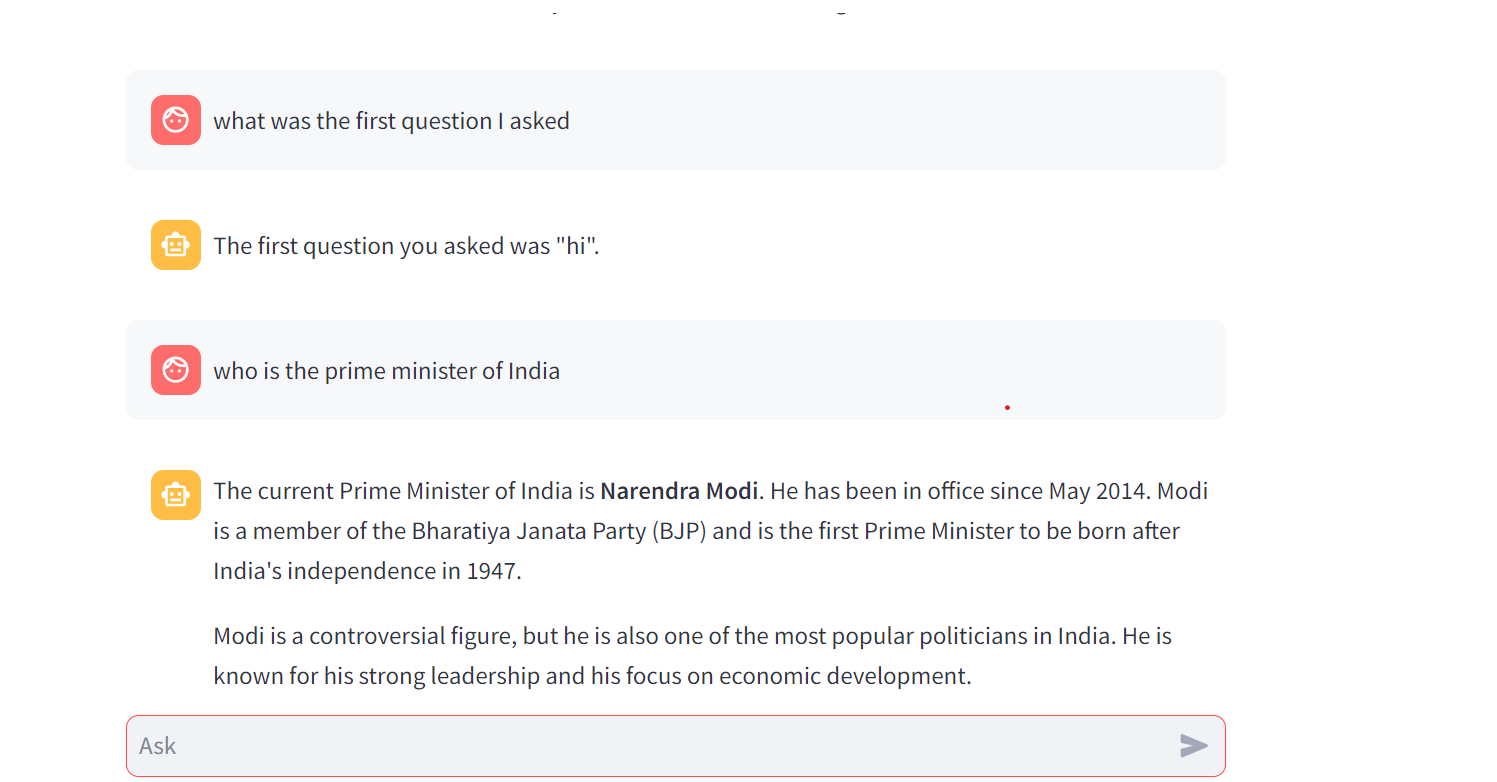 what was the first question I asked
The first question you asked was "hi".
who is the prime minister of India
The current Prime Minister of India is Narendra Modi. He has been in office since May 2014. Modi
is a member of the Bharatiya Janata Party (BJP) and is the first Prime Minister to be born after
India's independence in 1947.
Modi is a controversial figure, but he is also one of the most popular politicians in India. He is
known for his strong leadership and his focus on economic development.
Ask